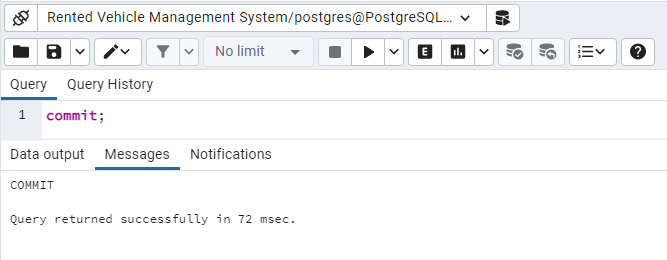 Rented Vehicle Management System/postgres@PostgreSQL...
No limit
E
Query Query History
1 commit;
Data output Messages Notifications
COMMIT
Query returned successfully in 72 msec.